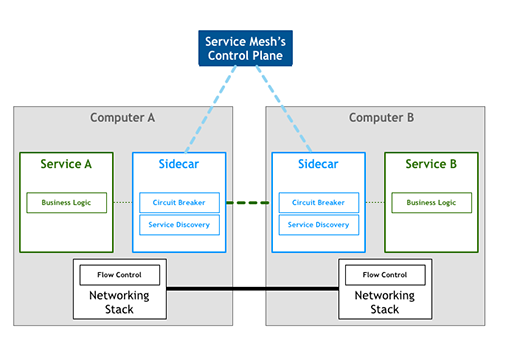 Service Mesh's
Control Plane
Computer A
Computer B
Service A
Sidecar
Sidecar
Service B
Business Logic
Circuit Breaker
Circuit Breaker
Business Logic
Service Discovery
Service Discovery
Flow Control
Flow Control
Networking
Stack
Networking
Stack